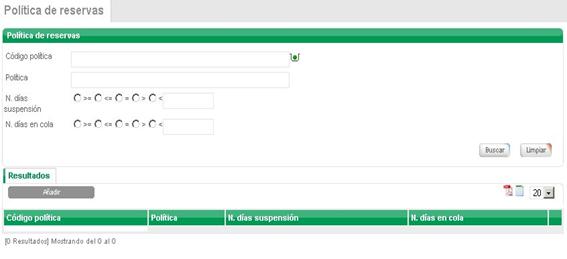 Política de reservas
Política de reservas
Código política
Política
N. días suspensión >= <= = > <
N. días en cola >= <= = > <
Buscar Limpiar
Resultados
Añadir 20
Código política Política N. días suspensión N. días en cola
[0 Resultados] Mostrando del 0 al 0